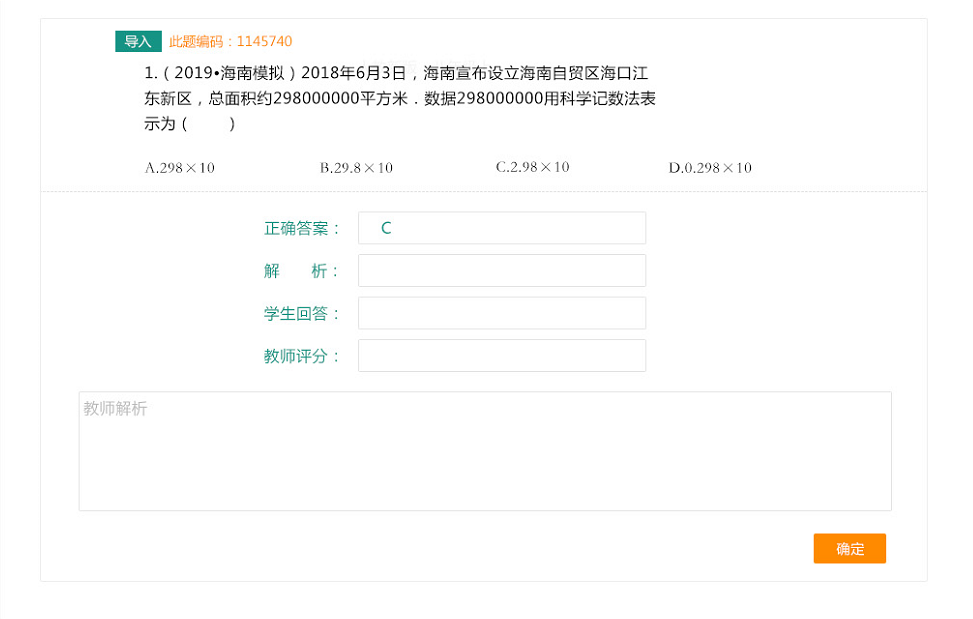 导入 此题编码：1145740
1.（2019•海南模拟）2018年6月3日，海南宣布设立海南自贸区海口江
东新区，总面积约298000000平方米．数据298000000用科学记数法表
示为（　　）
A.298×10 B.29.8×10 C.2.98×10 D.0.298×10
正确答案： C
解　析：
学生回答：
教师评分：
教师解析
确定